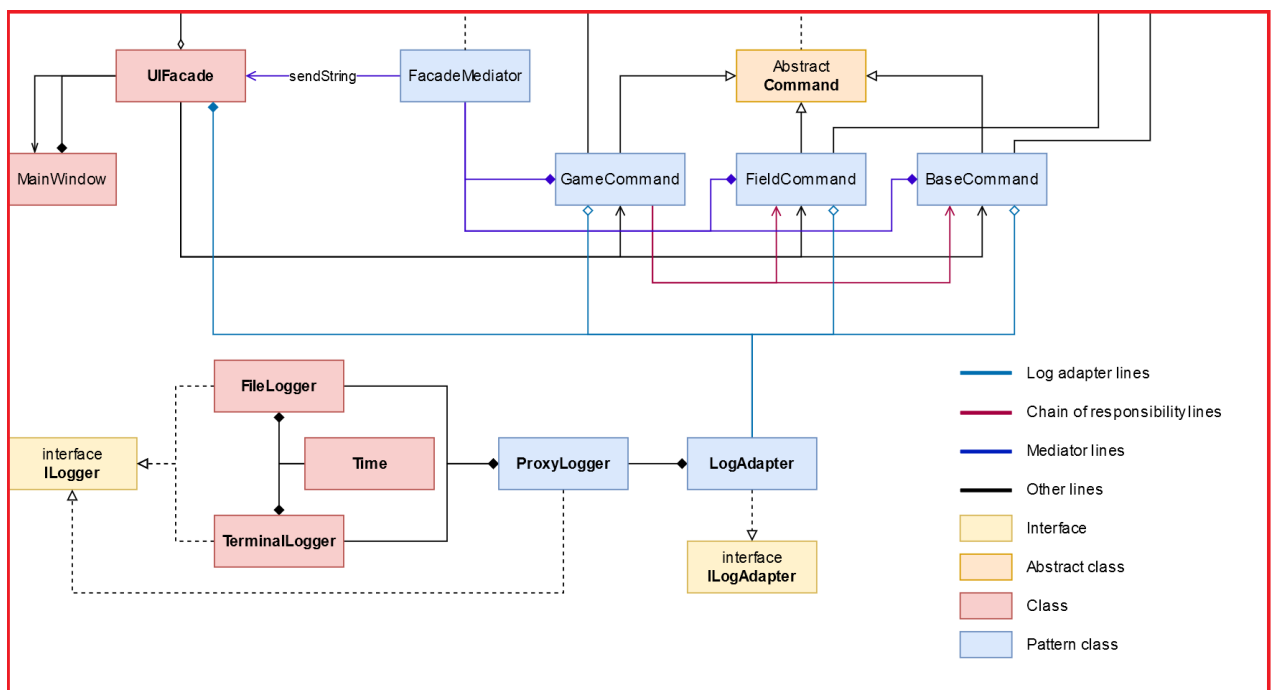 UIFacade
sendString
FacadeMediator
Abstract
Command
MainWindow
GameCommand
FieldCommand
BaseCommand
FileLogger
interface
ILogger
Time
ProxyLogger
LogAdapter
TerminalLogger
interface
ILogAdapter
Log adapter lines
Chain of responsibility lines
Mediator lines
Other lines
Interface
Abstract class
Class
Pattern class